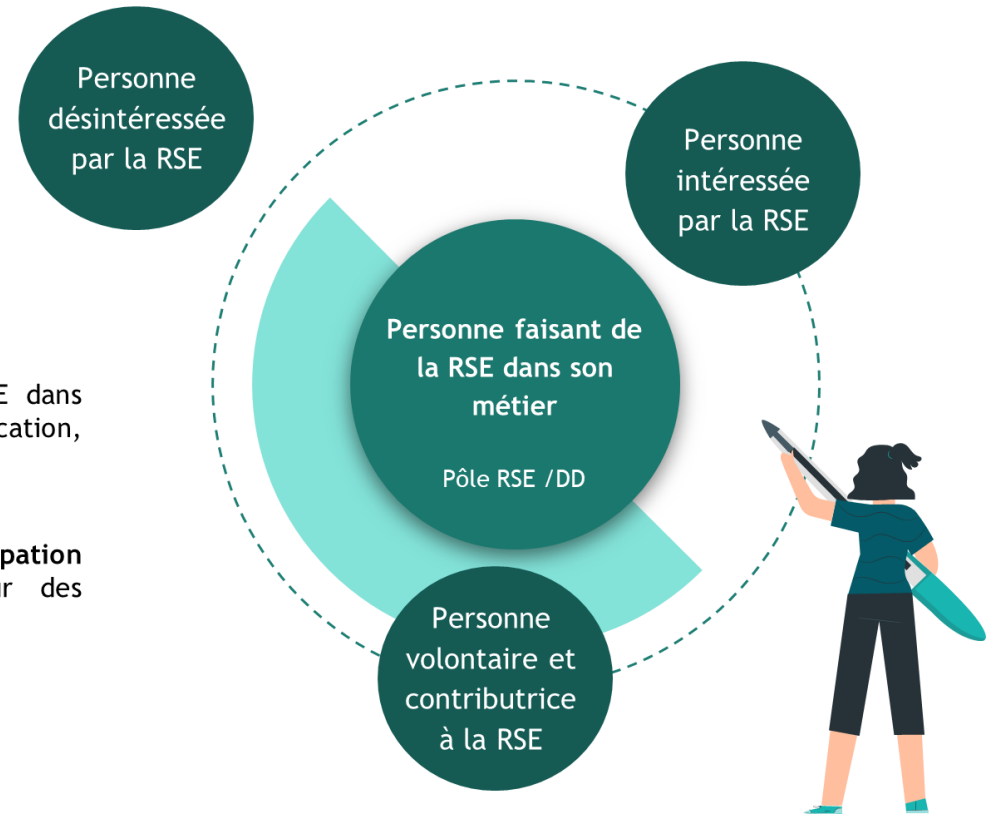 Personne
désintéressée
par la RSE
Personne
intéressée
par la RSE
Personne faisant de
la RSE dans son
métier
Pôle RSE /DD
E dans
cation,
pation
ur des
Personne
volontaire et
contributrice
à la RSE